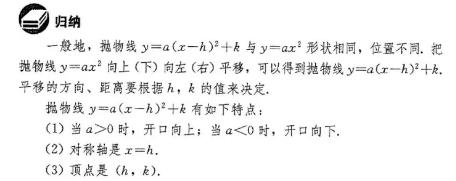 归纳
一般地,抛物线 y=a(x-h)²+k 与 y=ax² 形状相同,位置不同.把
抛物线 y=ax² 向上(下)向左(右)平移,可以得到抛物线 y=a(x-h)²+k.
平移的方向、距离要根据 h,k 的值来决定.
抛物线 y=a(x-h)²+k 有如下特点:
(1) 当 a>0 时,开口向上;当 a<0 时,开口向下.
(2) 对称轴是 x=h.
(3) 顶点是 (h, k).